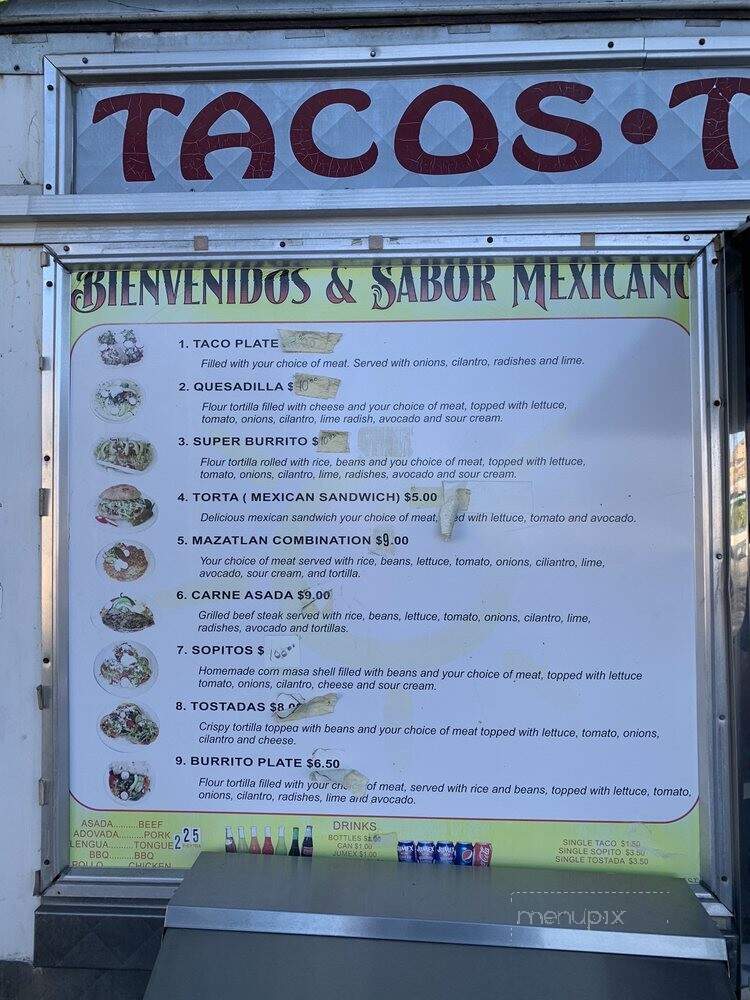 TACOS • T
BIENVENIDOS & SABOR MEXICANO
1. TACO PLATE
Filled with your choice of meat. Served with onions, cilantro, radishes and lime.
2. QUESADILLA $10
Flour tortilla filled with cheese and your choice of meat, topped with lettuce,
tomato, onions, cilantro, lime radish, avocado and sour cream.
3. SUPER BURRITO $10
Flour tortilla rolled with rice, beans and you choice of meat, topped with lettuce,
tomato, onions, cilantro, lime, radishes, avocado and sour cream.
4. TORTA ( MEXICAN SANDWICH) $5.00
Delicious mexican sandwich your choice of meat, ed with lettuce, tomato and avocado.
5. MAZATLAN COMBINATION $9.00
Your choice of meat served with rice, beans, lettuce, tomato, onions, ciliantro, lime,
avocado, sour cream, and tortilla.
6. CARNE ASADA $9.00
Grilled beef steak served with rice, beans, lettuce, tomato, onions, cilantro, lime,
radishes, avocado and tortillas.
7. SOPITOS $
Homemade corn masa shell filled with beans and your choice of meat, topped with lettuce
tomato, onions, cilantro, cheese and sour cream.
8. TOSTADAS $8.00
Crispy tortilla topped with beans and your choice of meat topped with lettuce, tomato, onions,
cilantro and cheese.
9. BURRITO PLATE $6.50
Flour tortilla filled with your of meat, served with rice and beans, topped with lettuce, tomato,
onions, cilantro, radishes, lime and avocado.
ASADA..........BEEF
ADOVADA........PORK
LENGUA.........TONGUE
BBQ............BBQ
POLLO......CHICKEN
2 25
DRINKS
BOTTLES
CAN $1.00
JUMEX $1.00
JUMEX JUMEX JUMEX
SINGLE TACO $1.50
SINGLE SOPITO $3.50
SINGLE TOSTADA $3.50
menupix